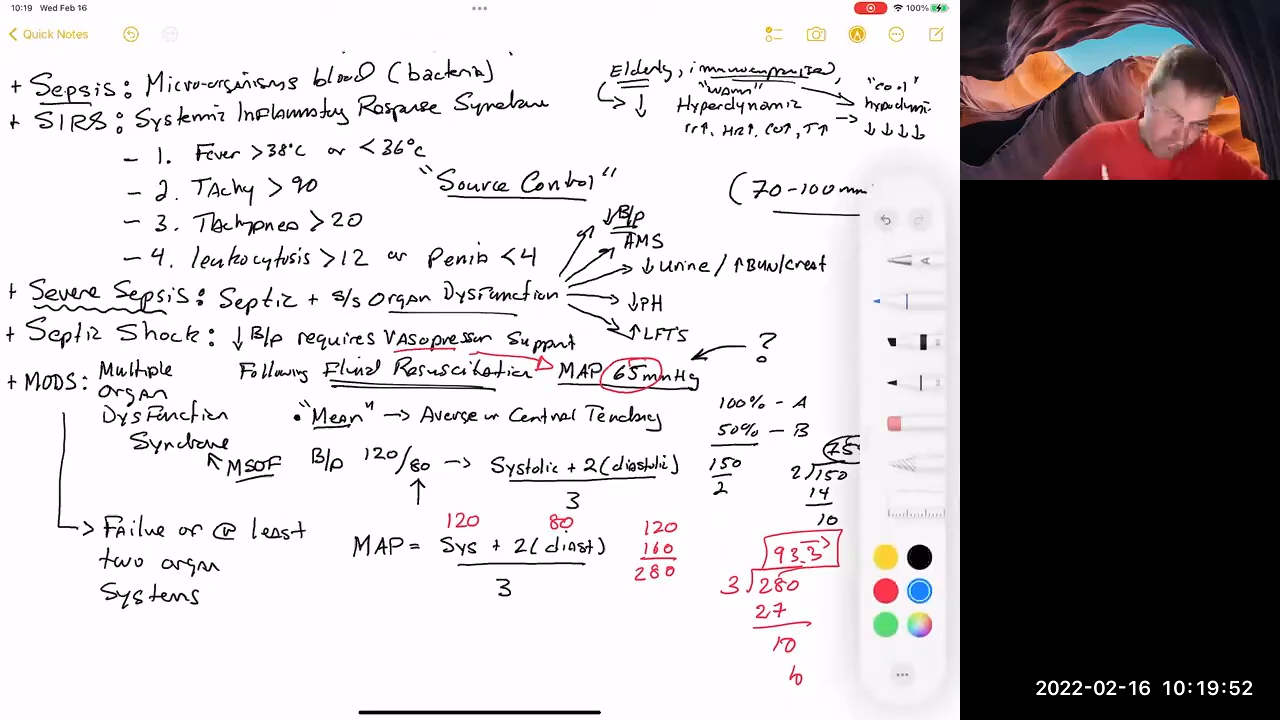 10:19 Wed Feb 16
100%
Quick Notes
+ Sepsis: Micro-organisms blood (bacteria)
+ SIRS: Systemic Inflammatory Response Syndrome
- 1. Fever >38°C or <36°C
- 2. TAchy >90
- 3. TAchypnea >20
- 4. leukocytosis >12 or penia <4
"Source Control"
Elderly, immunocompromised,
↓
"WARM"
Hyperdynamic
HR↑, CO↑, T↑
"cool"
↓ ↓ ↓ ↓
(70-100mm
↓B/p
AMS
↓ Urine / ↑ BUN/Creat
↓PH
↑LFTS
+ Severe Sepsis: Septic + s/s Organ Dysfunction
+ Septic Shock: ↓ B/p requires Vasopressor Support
Following Fluid Resuscitation MAP 65mmHg
?
+ MODS: Multiple
organ
DysFunction
Syndrome
MSOF
"Mean" → Average or Central Tendency
B/p 120/80 → Systolic + 2(diastolic)
3
100% - A
50% - B
150
2
75
2)150
14
10
> Failure of @ least
two organ
Systems
120 80
MAP = Sys + 2(diast)
3
120
160
280
93.3
3)280
27
10
2022-02-16 10:19:52